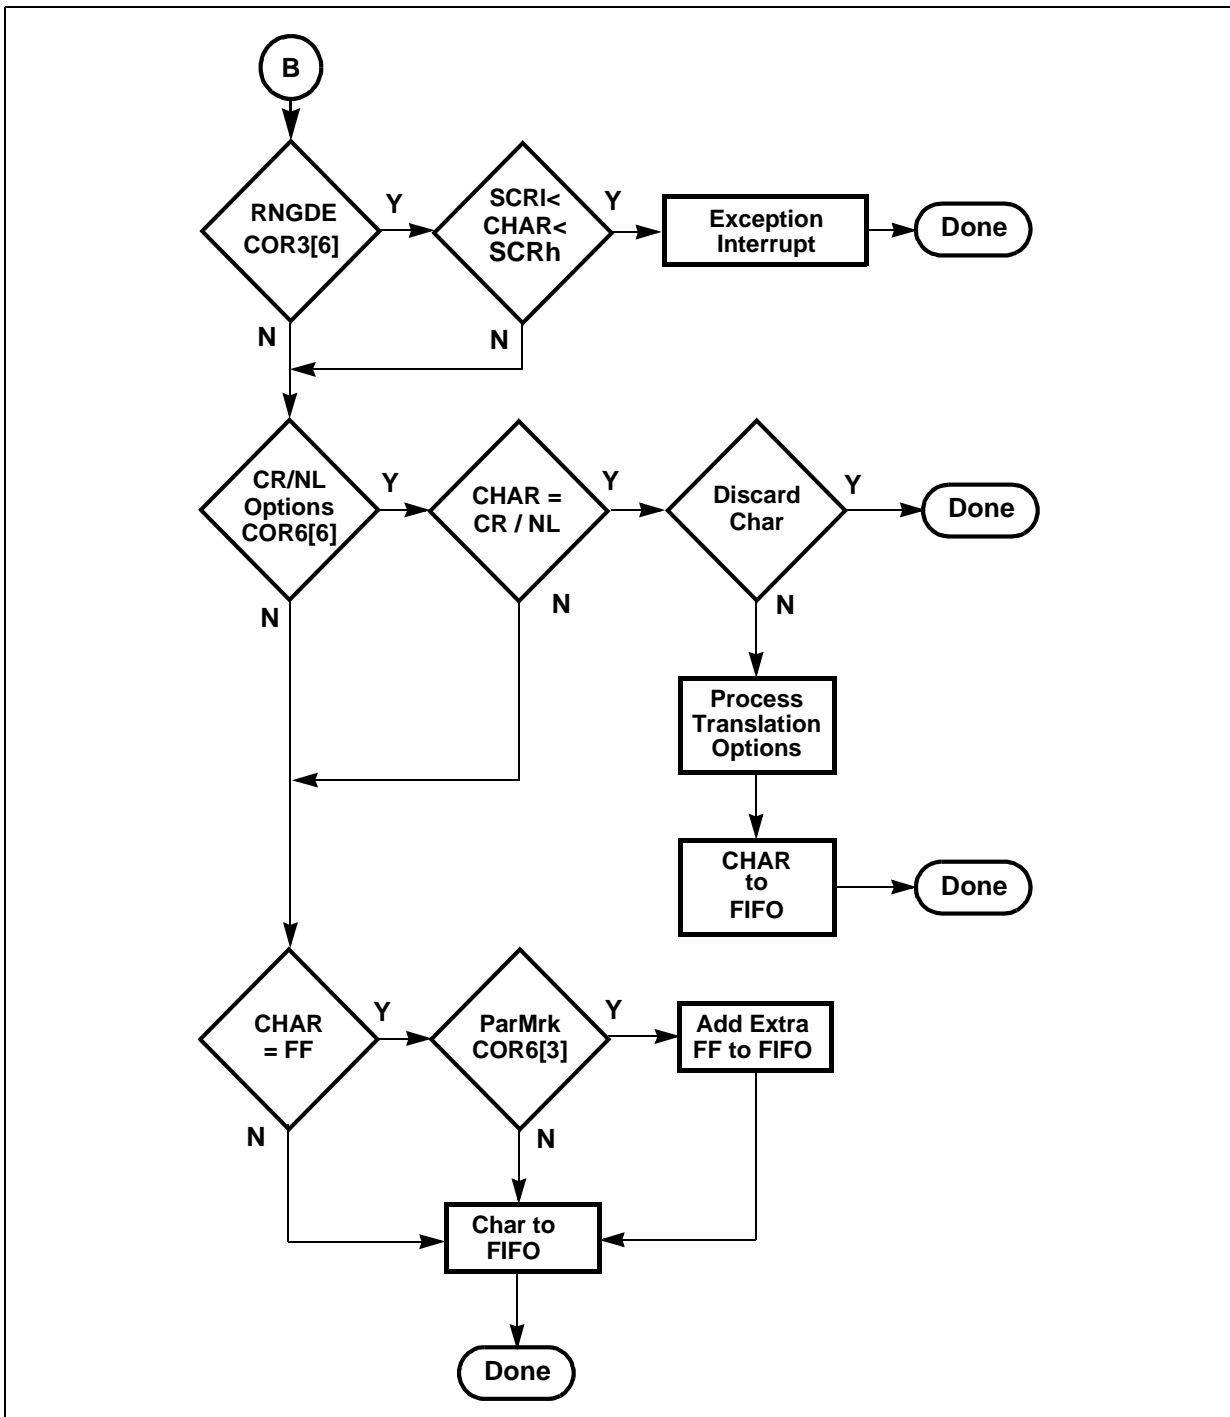 B
RNGDE
COR3[6]
Y
SCRl<
CHAR<
SCRh
Y
Exception
Interrupt
Done
N
N
CR/NL
Options
COR6[6]
Y
CHAR =
CR / NL
Y
Discard
Char
Y
Done
N
N
N
Process
Translation
Options
CHAR
to
FIFO
Done
CHAR
= FF
Y
ParMrk
COR6[3]
Y
Add Extra
FF to FIFO
N
N
Char to
FIFO
Done